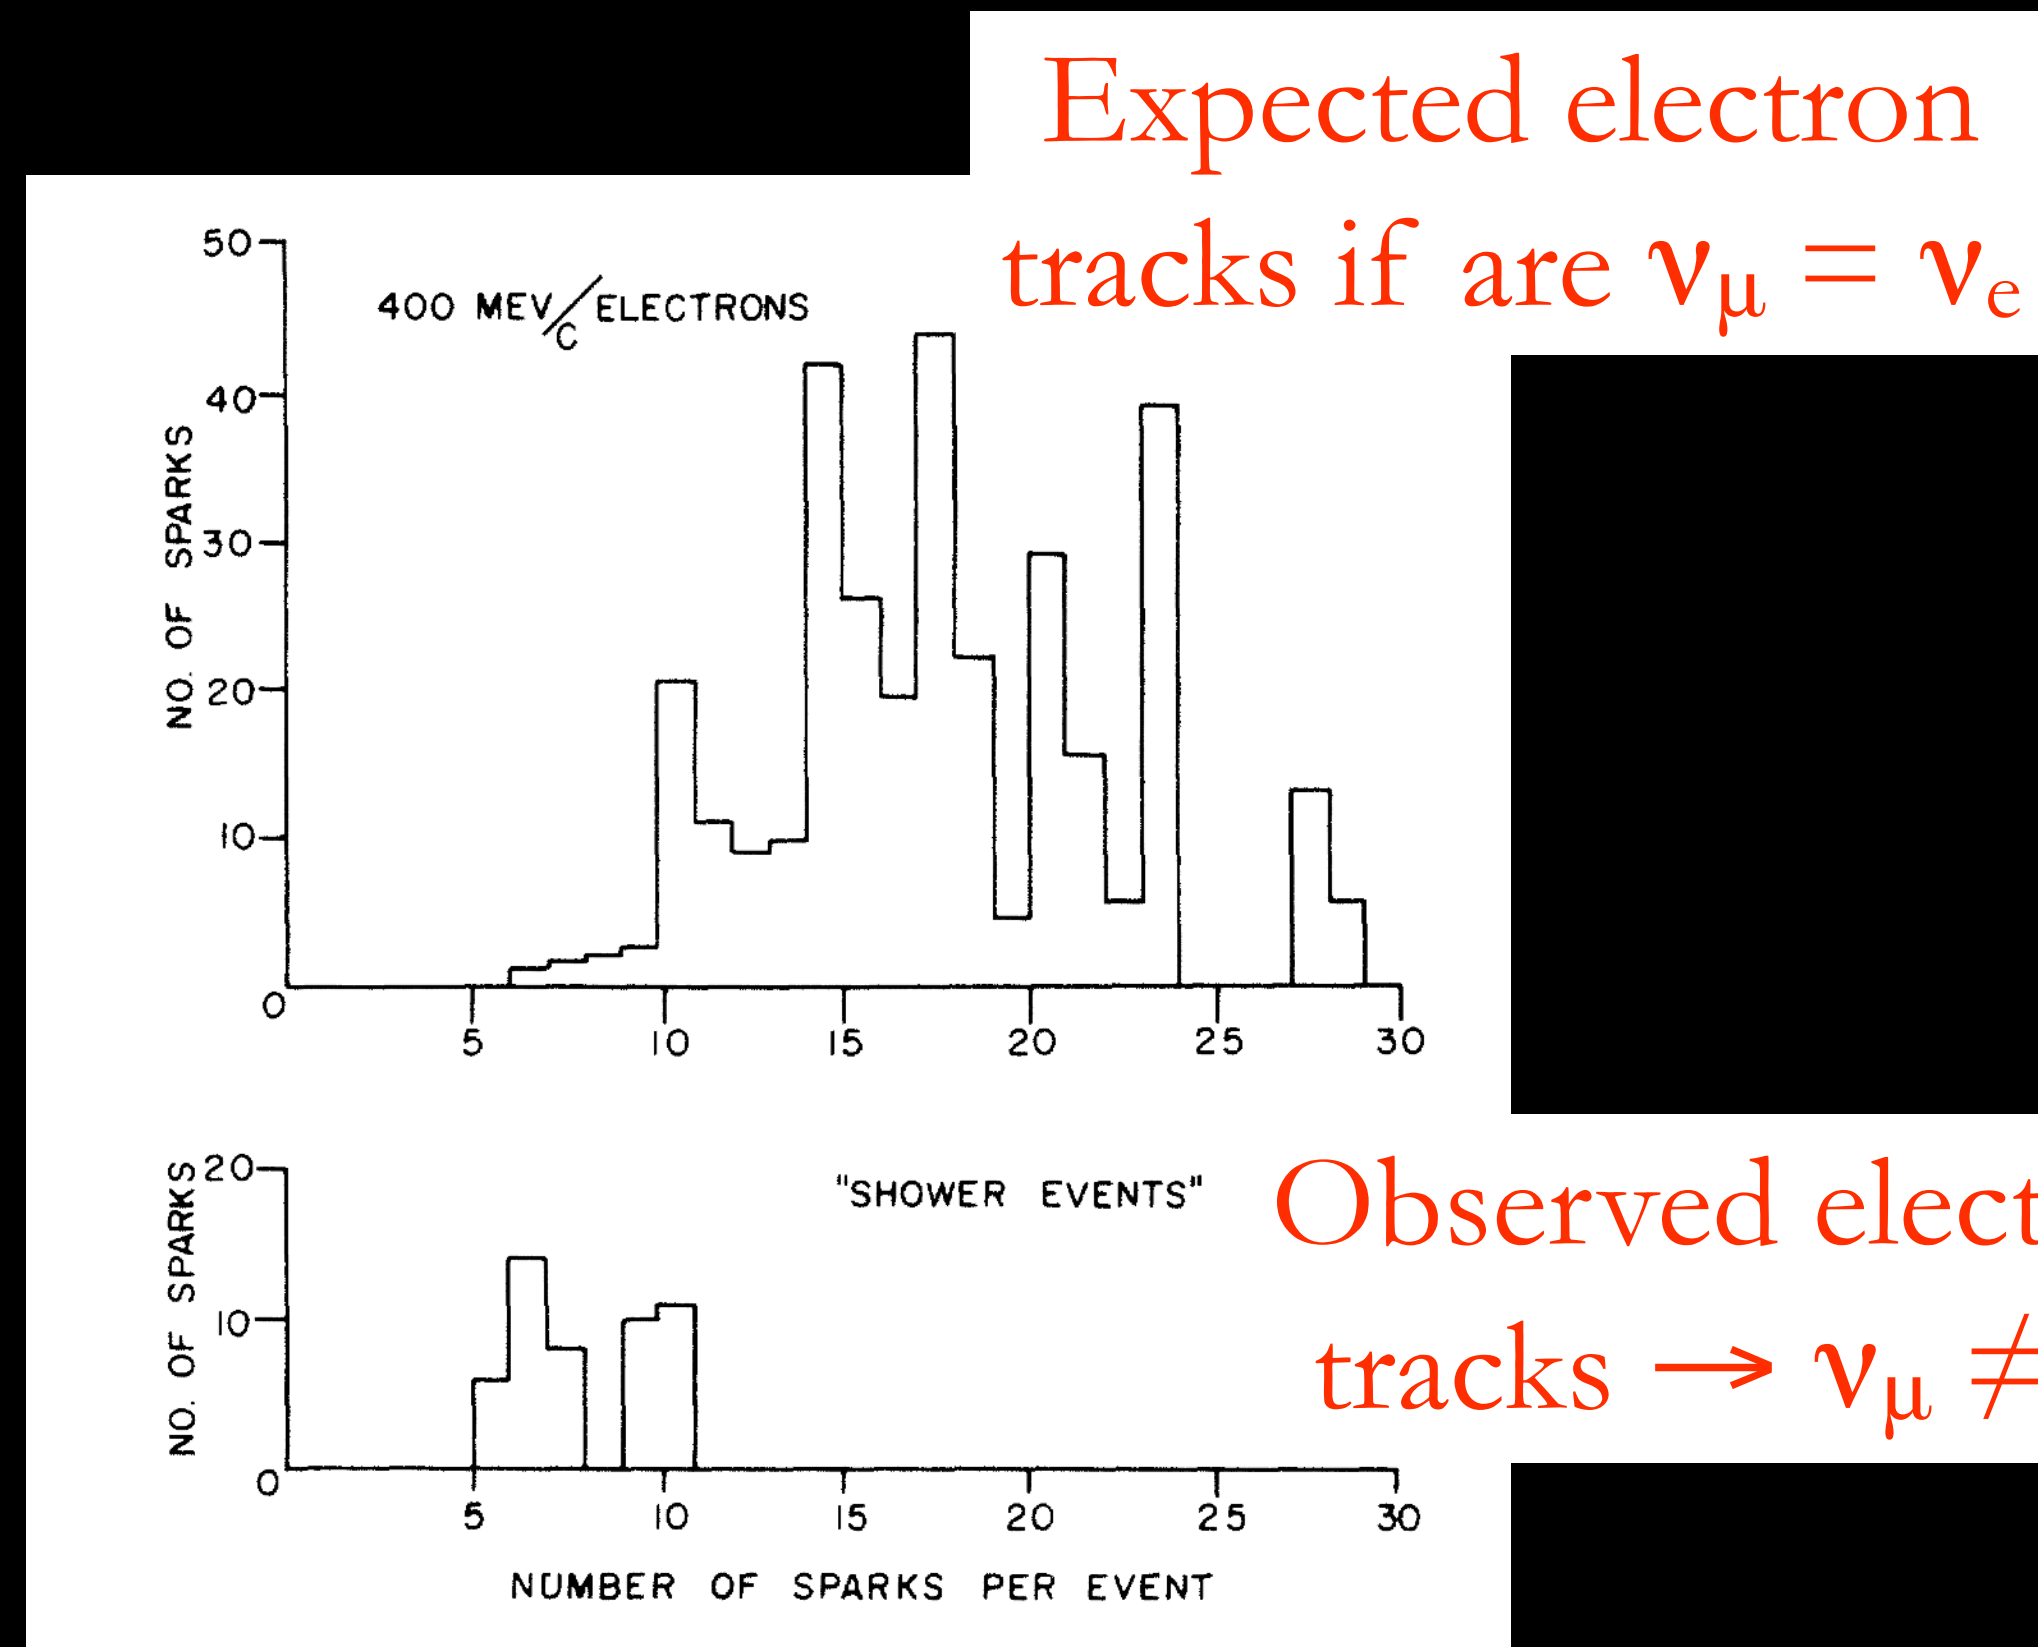 Expected electron
tracks if are νμ = νe
50
400 MEV/C ELECTRONS
40
30
20
10
0
NO. OF SPARKS
5 10 15 20 25 30
20
"SHOWER EVENTS"
10
0
NO. OF SPARKS
Observed elect
tracks → νμ ≠
5 10 15 20 25 30
NUMBER OF SPARKS PER EVENT